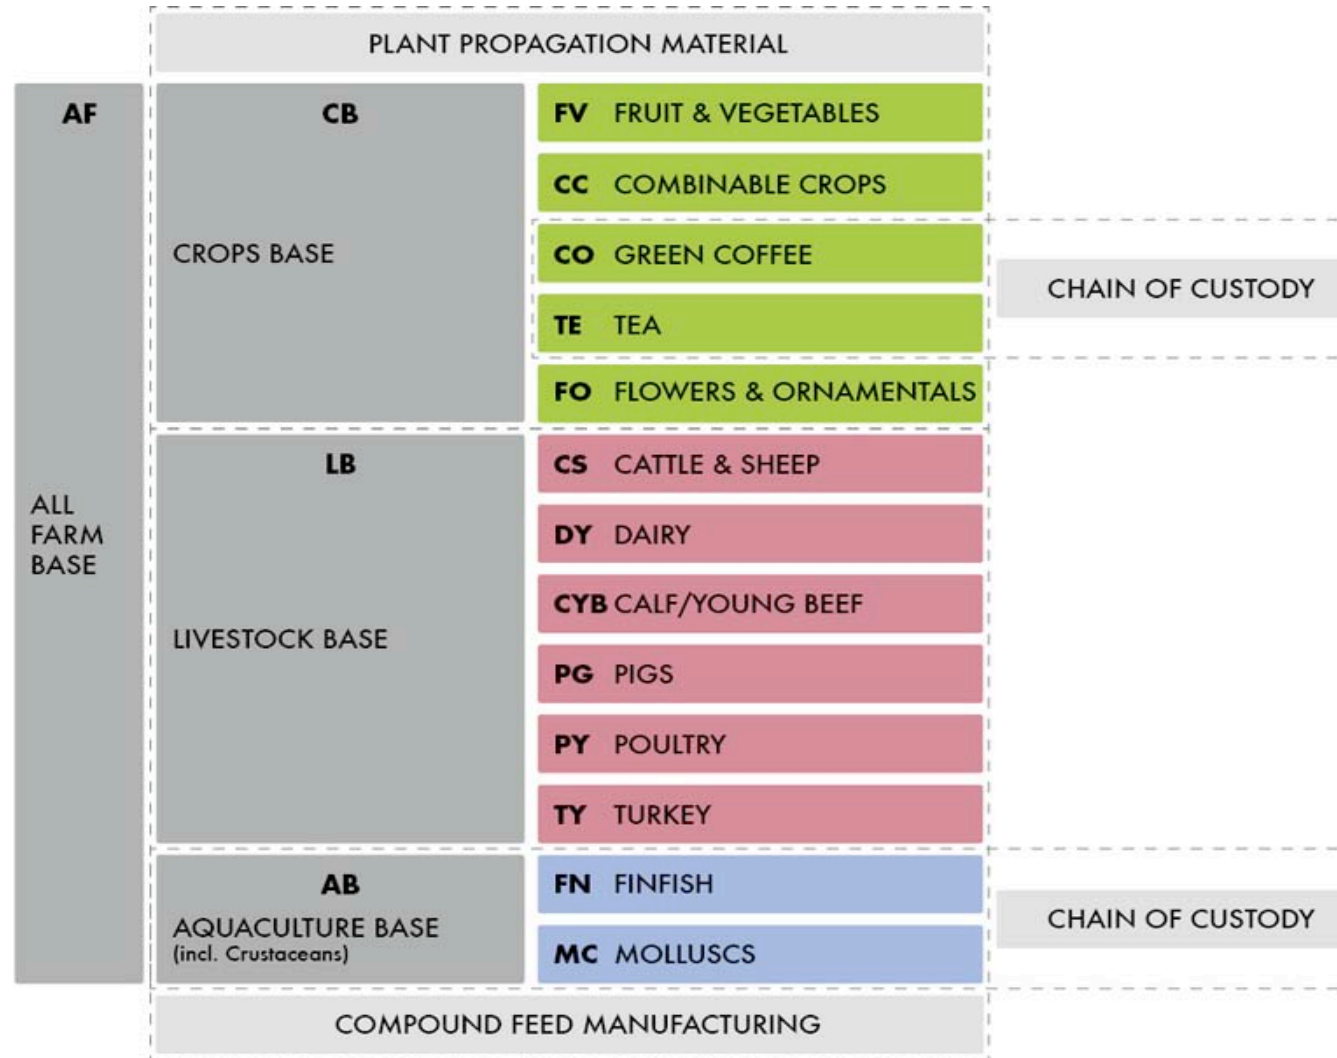 PLANT PROPAGATION MATERIAL
AF
CB
FV FRUIT & VEGETABLES
CC COMBINABLE CROPS
CROPS BASE
CO GREEN COFFEE
CHAIN OF CUSTODY
TE TEA
FO FLOWERS & ORNAMENTALS
LB
CS CATTLE & SHEEP
ALL
FARM
BASE
DY DAIRY
CYB CALF/YOUNG BEEF
LIVESTOCK BASE
PG PIGS
PY POULTRY
TY TURKEY
AB
FN FINFISH
AQUACULTURE BASE
(incl. Crustaceans)
CHAIN OF CUSTODY
MC MOLLUSCS
COMPOUND FEED MANUFACTURING